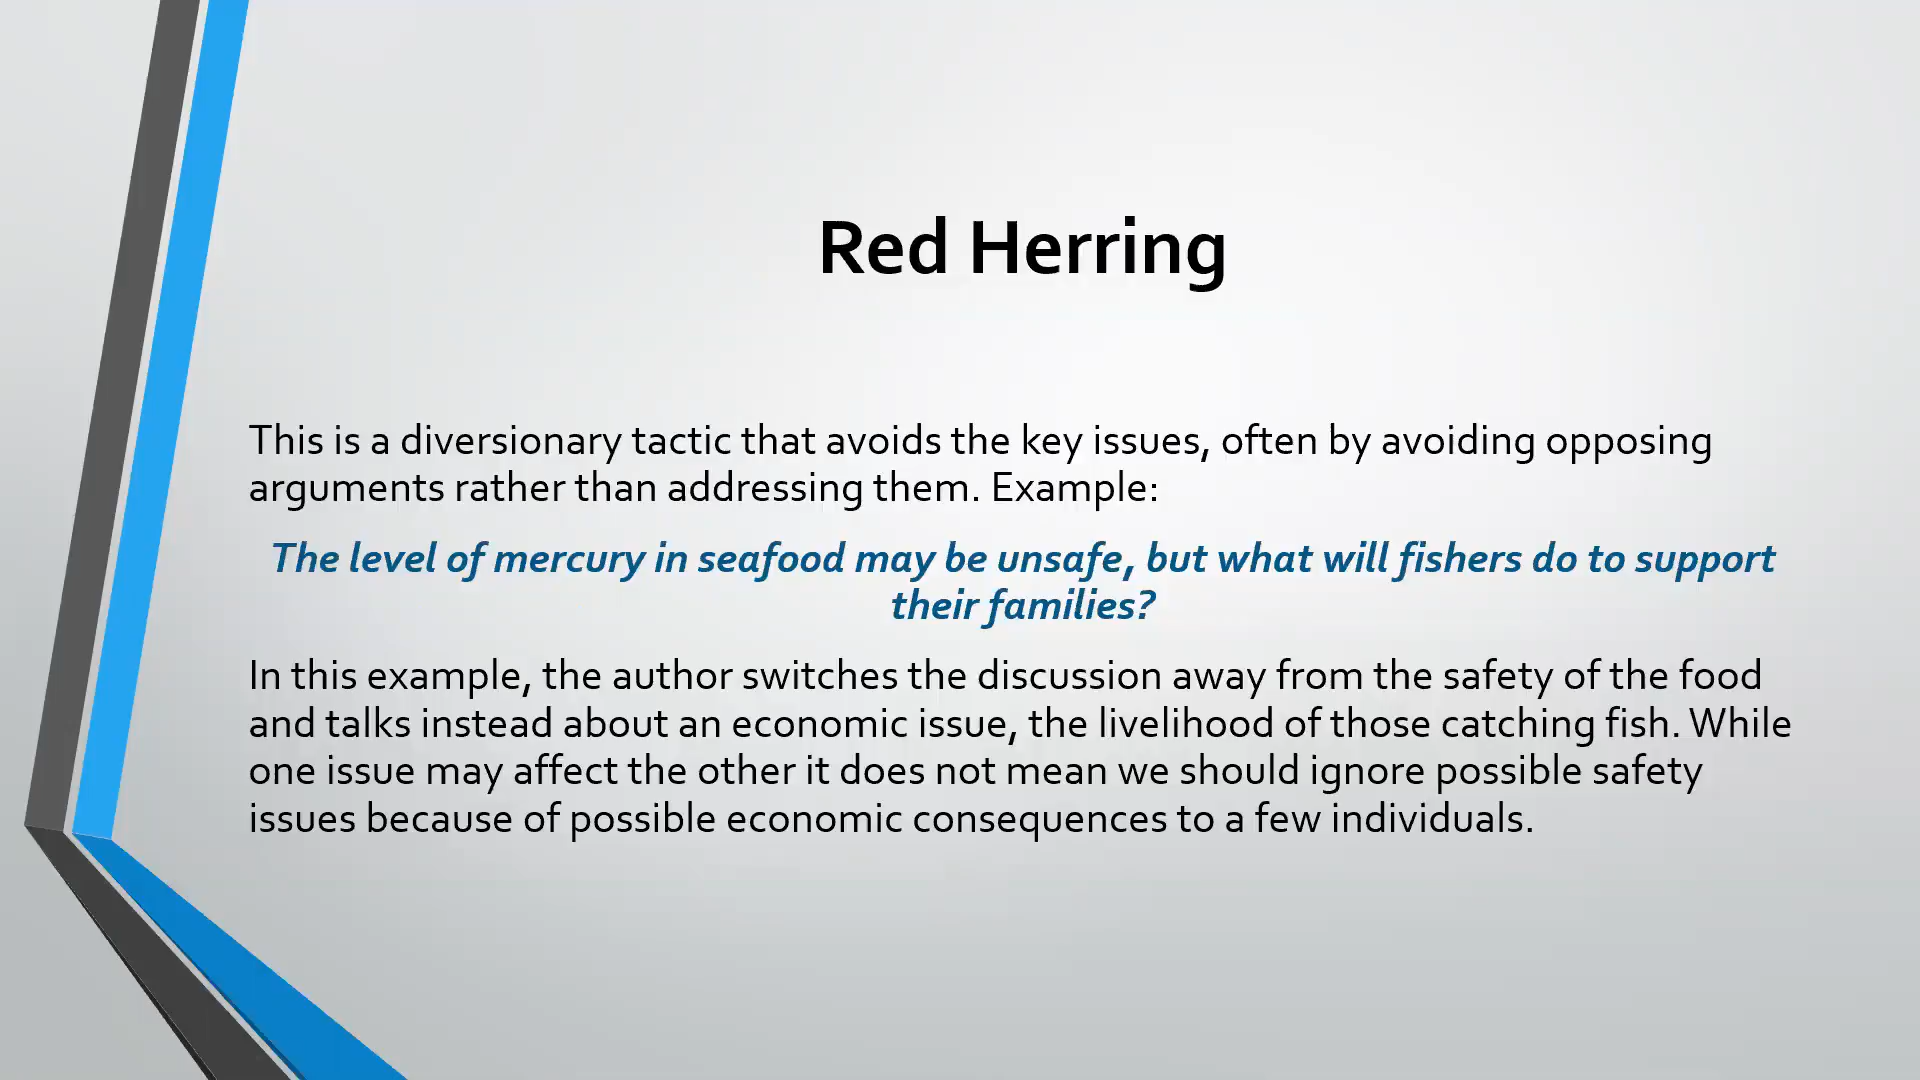 Red Herring
This is a diversionary tactic that avoids the key issues, often by avoiding opposing
arguments rather than addressing them. Example:
The level of mercury in seafood may be unsafe, but what will fishers do to support
their families?
In this example, the author switches the discussion away from the safety of the food
and talks instead about an economic issue, the livelihood of those catching fish. While
one issue may affect the other it does not mean we should ignore possible safety
issues because of possible economic consequences to a few individuals.